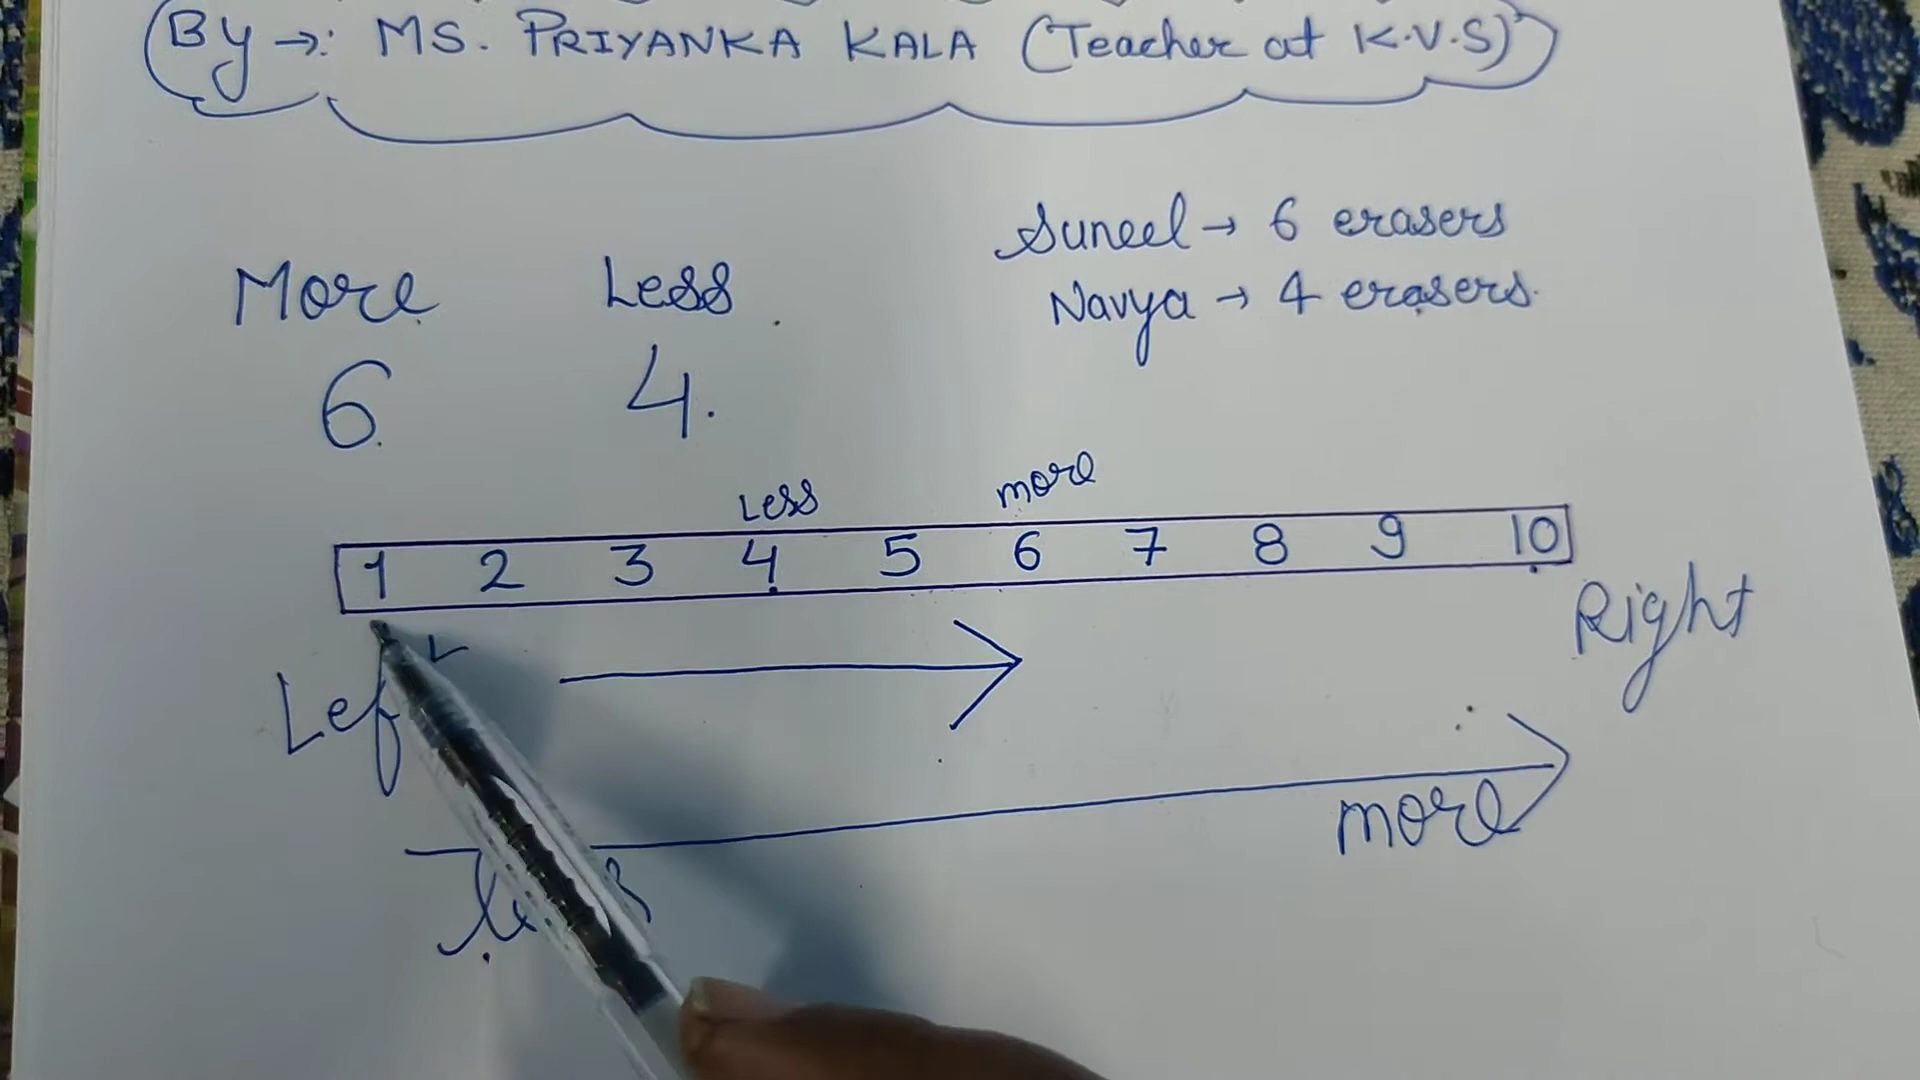 By →: MS. PRIYANKA KALA (Teacher at K.V.S)
Suneel → 6 erasers
Navya → 4 erasers.
More Less
6 4
Less more
1 2 3 4 5 6 7 8 9 10
Right
more